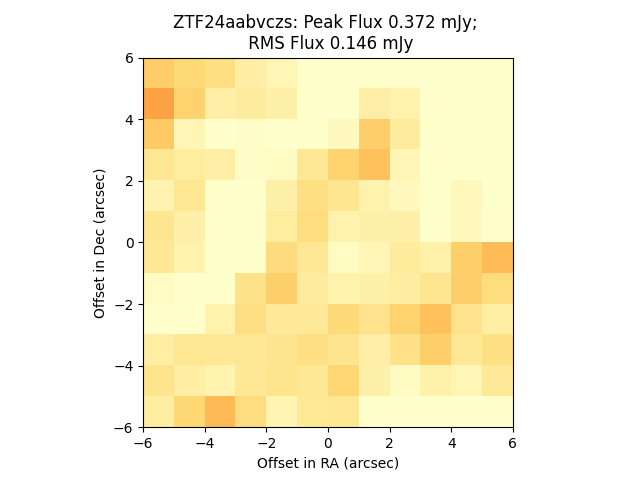 ZTF24aabvczs: Peak Flux 0.372 mJy;
RMS Flux 0.146 mJy
6
4
2
0
−2
−4
−6
Offset in Dec (arcsec)
−6 −4 −2 0 2 4 6
Offset in RA (arcsec)